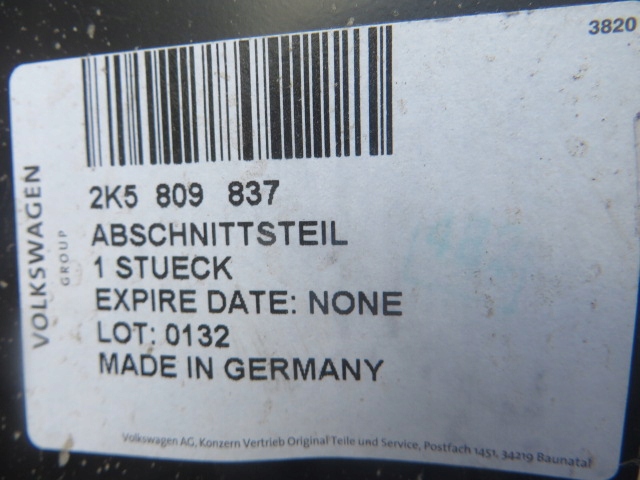 3820
VOLKSWAGEN
GROUP
2K5 809 837
ABSCHNITTSTEIL
1 STUECK
EXPIRE DATE: NONE
LOT: 0132
MADE IN GERMANY
Volkswagen AG, Konzern Vertrieb Original Teile und Service, Postfach 1451, 34219 Baunatal